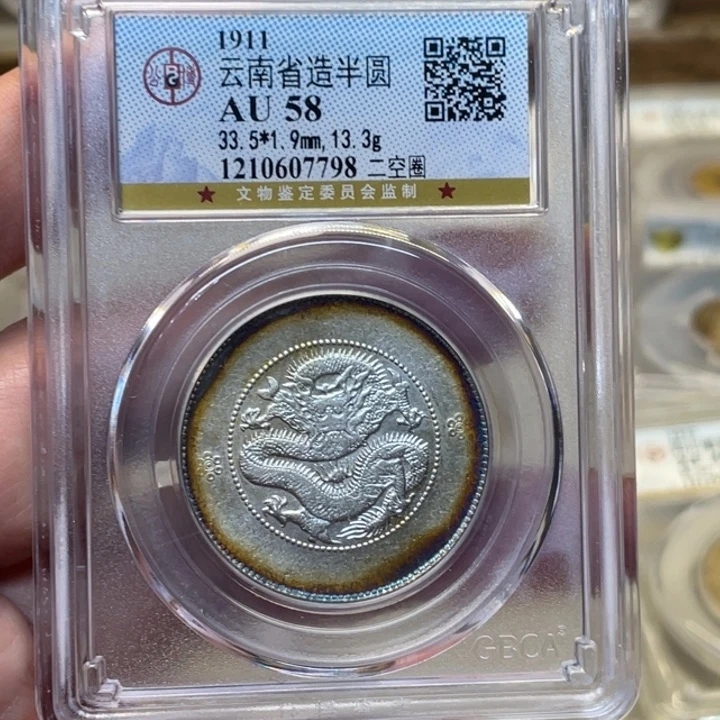 1911
云南省造半圆
AU 58
33.5*1.9mm,13.3g
1210607798 二空圈
★ 文物鉴定委员会监制 ★
GBCA